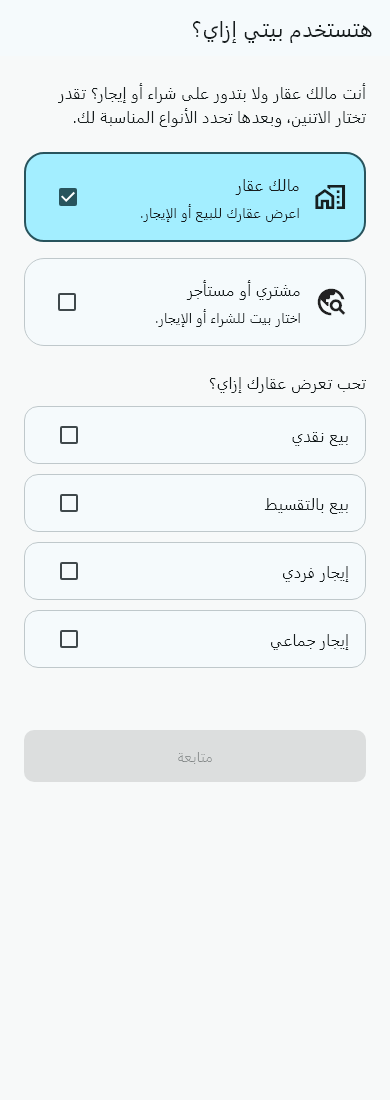 هتستخدم بيتي إزاي؟
أنت مالك عقار ولا بتدور على شراء أو إيجار؟ تقدر
تختار الاتنين، وبعدها تحدد الأنواع المناسبة لك.
مالك عقار
اعرض عقارك للبيع أو الإيجار.
مشتري أو مستأجر
اختار بيت للشراء أو الإيجار.
تحب تعرض عقارك إزاي؟
بيع نقدي
بيع بالتقسيط
إيجار فردي
إيجار جماعي
متابعة